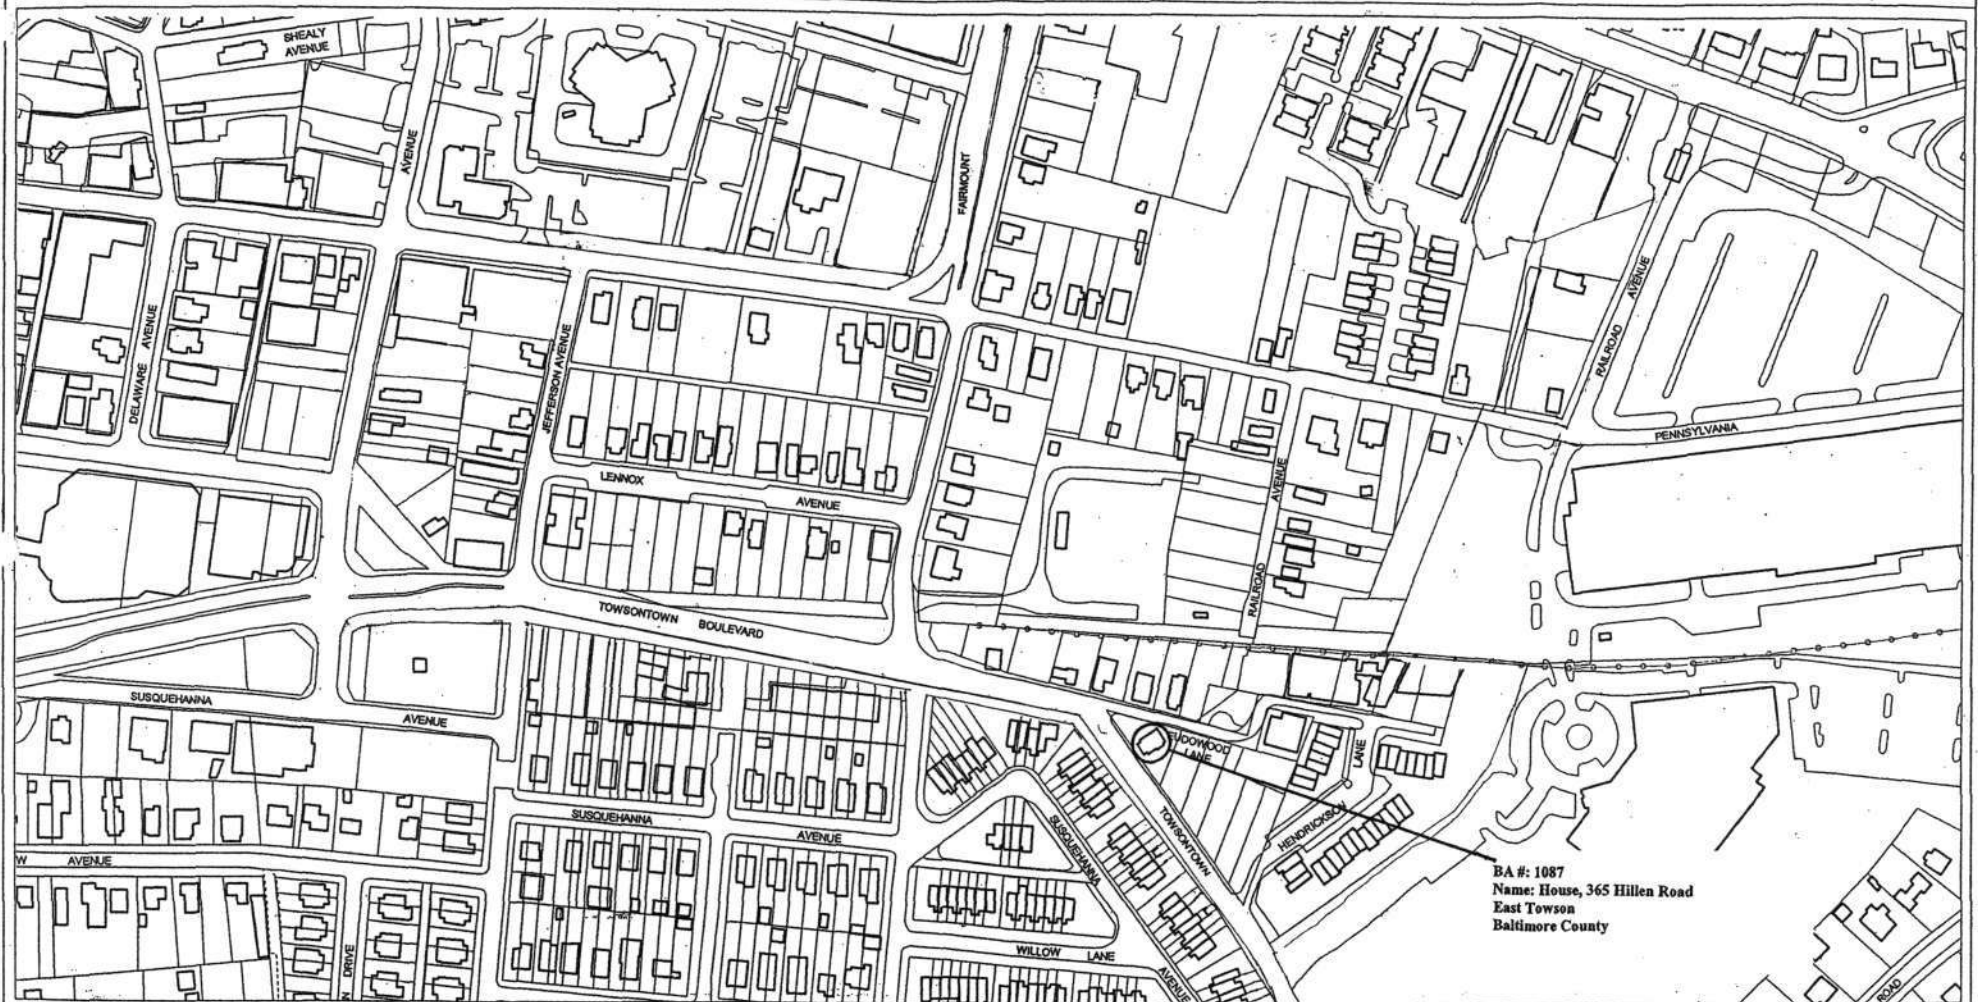 SHEALY
AVENUE
AVENUE
FAIRMOUNT
DELAWARE AVENUE
JEFFERSON AVENUE
RAILROAD AVENUE
PENNSYLVANIA
LENNOX
AVENUE
RAILROAD AVENUE
TOWSONTOWN BOULEVARD
SUSQUEHANNA
AVENUE
EUDOWOOD
LANE
LANE
SUSQUEHANNA
AVENUE
SUSQUEHANNA
AVENUE
TOWSONTOWN
HENDRICKSON
W AVENUE
BA #: 1087
Name: House, 365 Hillen Road
East Towson
Baltimore County
DRIVE
WILLOW LANE
ROAD